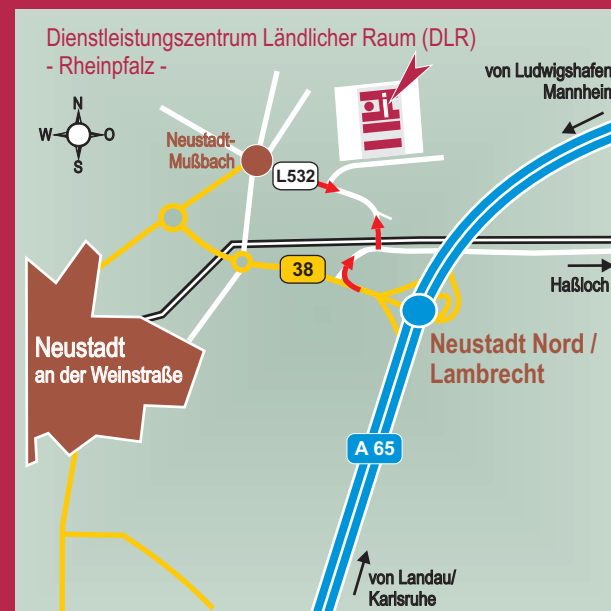 Dienstleistungszentrum Ländlicher Raum (DLR)
- Rheinpfalz -
von Ludwigshafen
Mannheim
N
W O
S
Neustadt-
Mußbach
L532
38
Haßloch
Neustadt
an der Weinstraße
Neustadt Nord /
Lambrecht
A 65
von Landau/
Karlsruhe